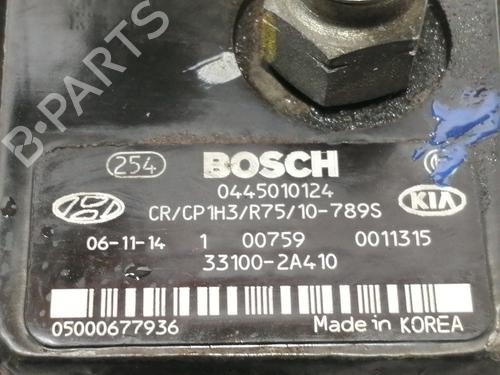 B-PARTS
254 BOSCH
0445010124
CR/CP1H3/R75/10-789S
KIA
06-11-14 1 00759 0011315
33100-2A410
05000677936 Made in KOREA